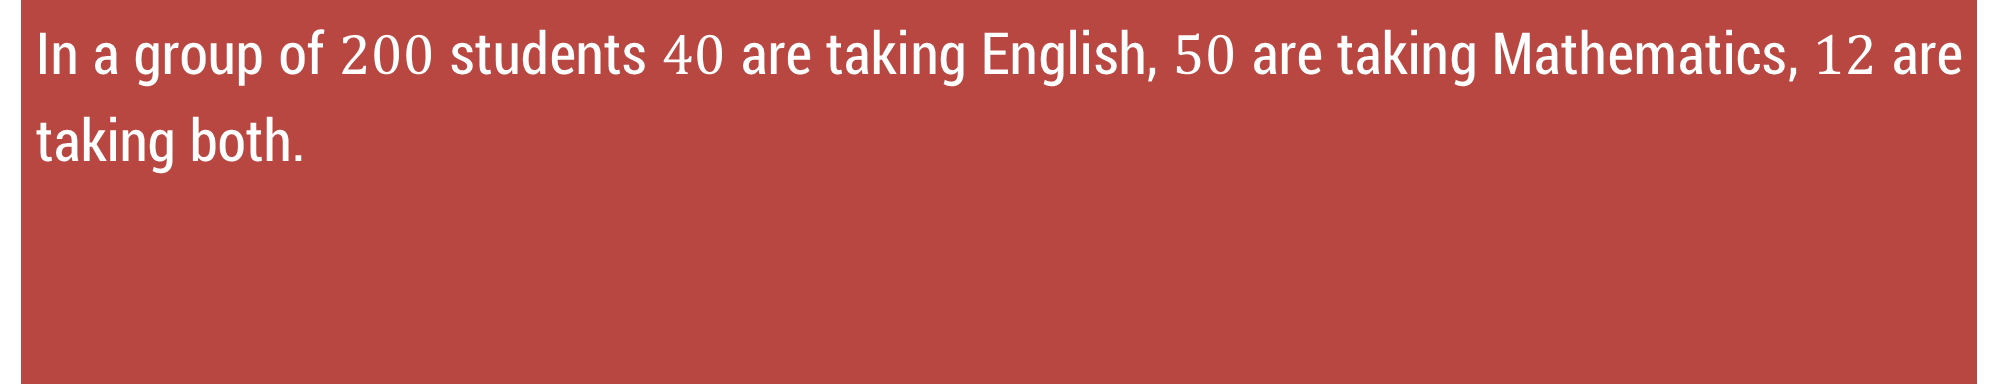 In a group of 200 students 40 are taking English, 50 are taking Mathematics, 12 are
taking both.